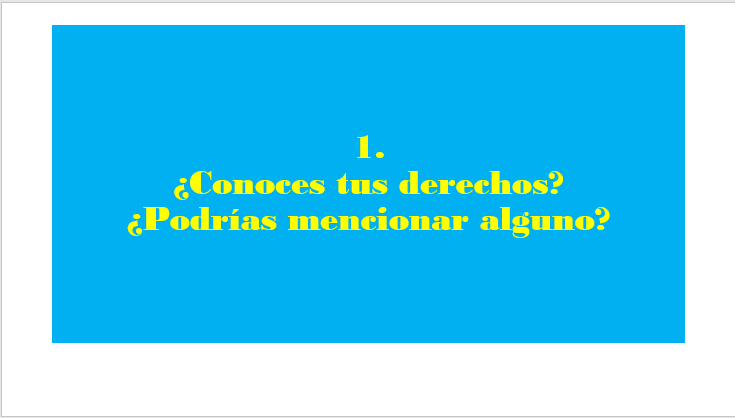 1.
¿Conoces tus derechos?
¿Podrías mencionar alguno?